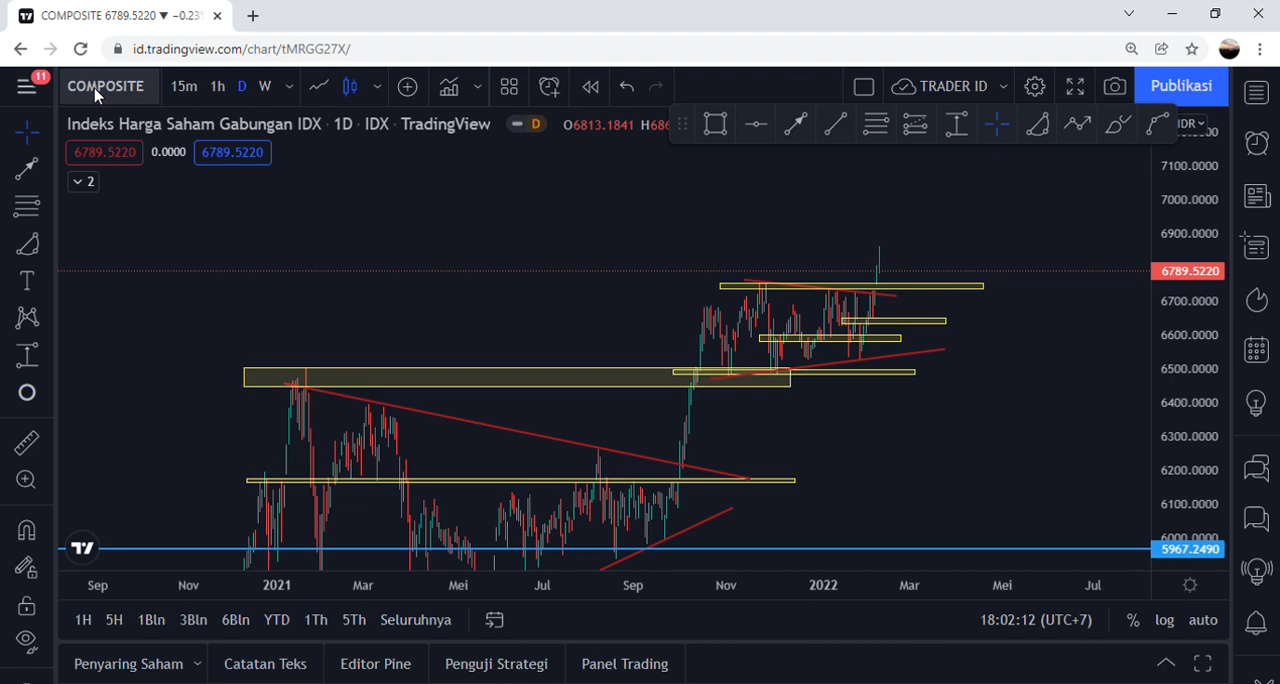 COMPOSITE 6789.5220 ▼ −0.23
id.tradingview.com/chart/tMRGG27X/
11
COMPOSITE
15m 1h D W
TRADER ID
Publikasi
Indeks Harga Saham Gabungan IDX · 1D · IDX · TradingView
D
O6813.1841 H68
IDR
6789.5220 0.0000 6789.5220
2
7100.0000
7000.0000
6900.0000
6789.5220
6700.0000
6600.0000
6500.0000
6400.0000
6300.0000
6200.0000
6100.0000
6000.0000
5967.2490
Sep Nov 2021 Mar Mei Jul Sep Nov 2022 Mar Mei Jul
1H 5H 1Bln 3Bln 6Bln YTD 1Th 5Th Seluruhnya
18:02:12 (UTC+7) % log auto
Penyaring Saham Catatan Teks Editor Pine Penguji Strategi Panel Trading